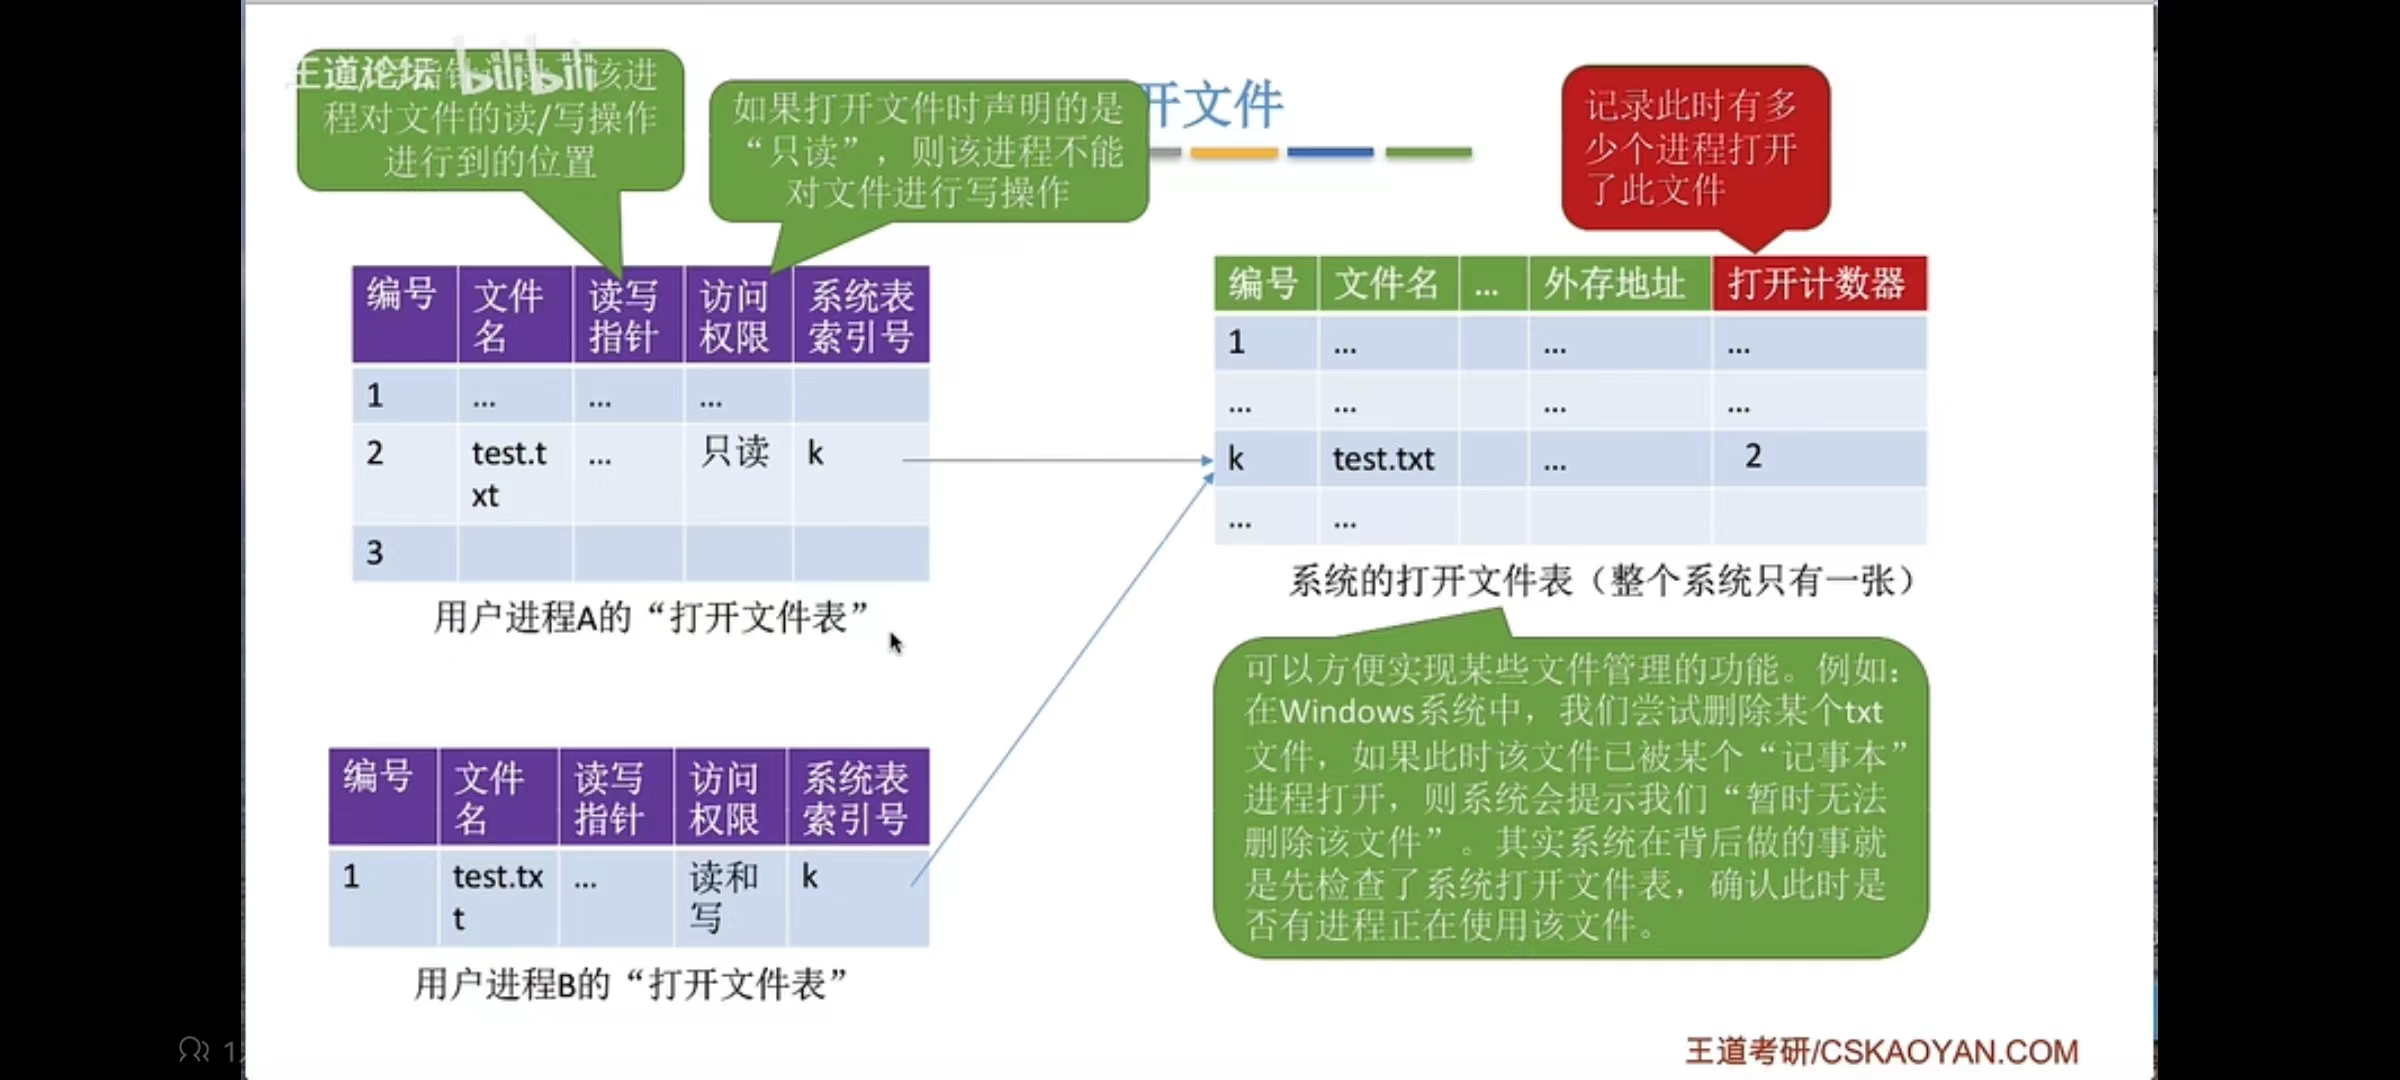 王道论坛 bilibili
指针 该进
程对文件的读/写操作
进行到的位置
如果打开文件时声明的是
“只读”，则该进程不能
对文件进行写操作
开文件
记录此时有多
少个进程打开
了此文件
编号 文件名 读写指针 访问权限 系统表索引号
1 ... ... ...
2 test.txt ... 只读 k
3
用户进程A的“打开文件表”
编号 文件名 ... 外存地址 打开计数器
1 ... ... ...
... ... ... ...
k test.txt ... 2
... ...
系统的打开文件表（整个系统只有一张）
可以方便实现某些文件管理的功能。例如：
在Windows系统中，我们尝试删除某个txt
文件，如果此时该文件已被某个“记事本”
进程打开，则系统会提示我们“暂时无法
删除该文件”。其实系统在背后做的事就
是先检查了系统打开文件表，确认此时是
否有进程正在使用该文件。
编号 文件名 读写指针 访问权限 系统表索引号
1 test.txt ... 读和写 k
用户进程B的“打开文件表”
王道考研/CSKAOYAN.COM